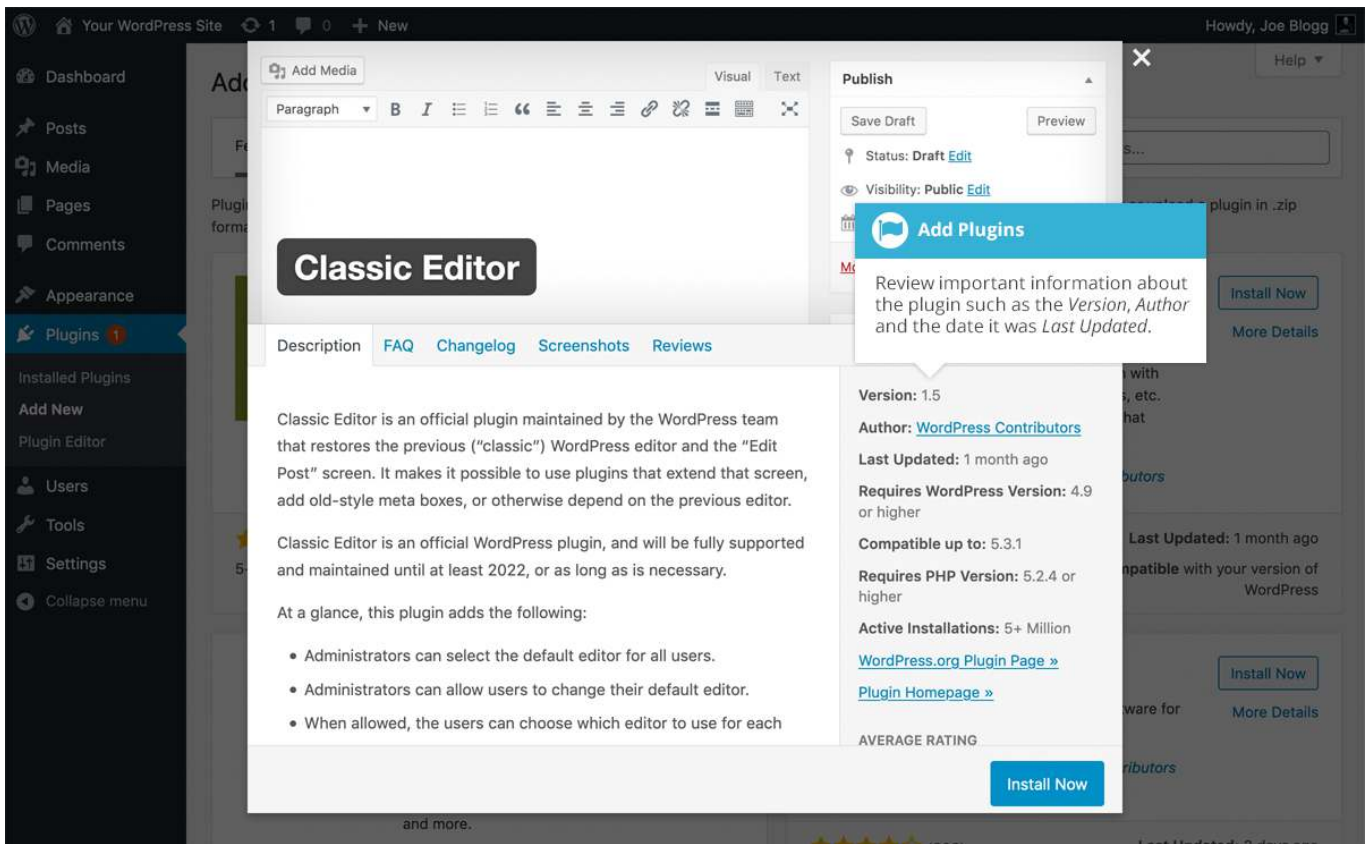 Your WordPress Site 1 0 + New
Howdy, Joe Blogg
Dashboard
Posts
Media
Pages
Comments
Appearance
Plugins 1
Installed Plugins
Add New
Plugin Editor
Users
Tools
Settings
Collapse menu
Help
Add Media
Visual Text
Paragraph
Classic Editor
Publish
Save Draft Preview
Status: Draft Edit
Visibility: Public Edit
Add Plugins
Review important information about
the plugin such as the Version, Author
and the date it was Last Updated.
Description FAQ Changelog Screenshots Reviews
Classic Editor is an official plugin maintained by the WordPress team
that restores the previous (“classic”) WordPress editor and the “Edit
Post” screen. It makes it possible to use plugins that extend that screen,
add old-style meta boxes, or otherwise depend on the previous editor.
Classic Editor is an official WordPress plugin, and will be fully supported
and maintained until at least 2022, or as long as is necessary.
At a glance, this plugin adds the following:
• Administrators can select the default editor for all users.
• Administrators can allow users to change their default editor.
• When allowed, the users can choose which editor to use for each
Version: 1.5
Author: WordPress Contributors
Last Updated: 1 month ago
Requires WordPress Version: 4.9
or higher
Compatible up to: 5.3.1
Requires PHP Version: 5.2.4 or
higher
Active Installations: 5+ Million
WordPress.org Plugin Page »
Plugin Homepage »
AVERAGE RATING
Install Now
plugin in .zip
Install Now
More Details
with
, etc.
hat
Last Updated: 1 month ago
with your version of
WordPress
Install Now
for
More Details
and more.